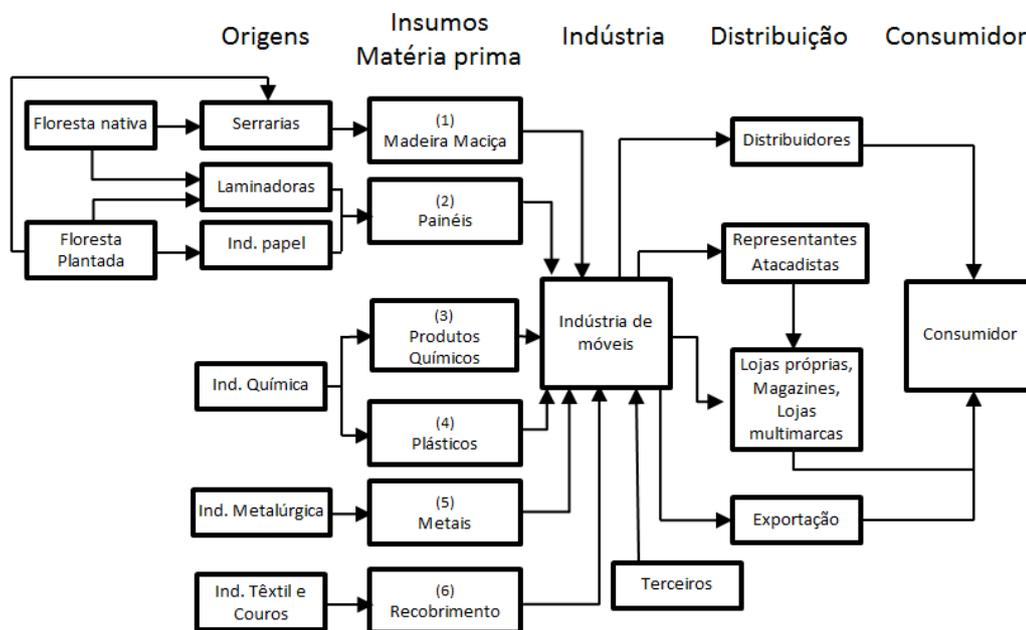 Origens
Insumos
Matéria prima
Indústria
Distribuição
Consumidor
Floresta nativa
Serrarias
(1)
Madeira Maciça
Distribuidores
Laminadoras
(2)
Painéis
Floresta
Plantada
Ind. papel
Representantes
Atacadistas
(3)
Produtos
Químicos
Indústria de
móveis
Consumidor
Ind. Química
Lojas próprias,
Magazines,
Lojas
multimarcas
(4)
Plásticos
Ind. Metalúrgica
(5)
Metais
Exportação
Ind. Têxtil e
Couros
(6)
Recobrimento
Terceiros